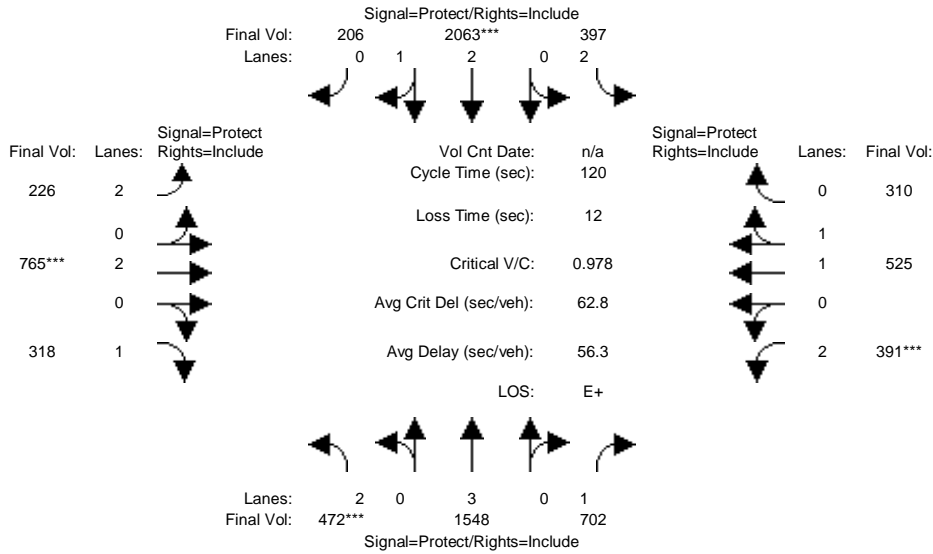 Signal=Protect/Rights=Include
Final Vol: 206 2063*** 397
Lanes: 0 1 2 0 2
Signal=Protect
Final Vol: Lanes: Rights=Include
Vol Cnt Date: n/a
Signal=Protect
Rights=Include Lanes: Final Vol:
Cycle Time (sec): 120
226 2
0 310
Loss Time (sec): 12
0
1
765*** 2
Critical V/C: 0.978
1 525
0
Avg Crit Del (sec/veh): 62.8
0
318 1
Avg Delay (sec/veh): 56.3
2 391***
LOS: E+
Lanes: 2 0 3 0 1
Final Vol: 472*** 1548 702
Signal=Protect/Rights=Include